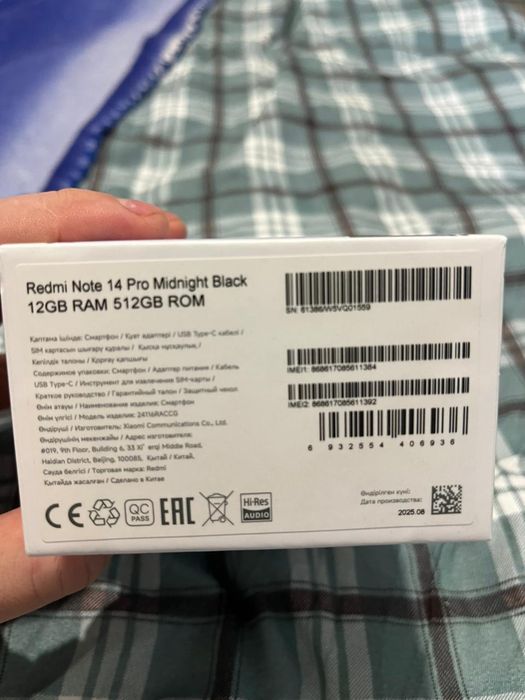 Redmi Note 14 Pro Midnight Black
12GB RAM 512GB ROM
Қаптама ішінде: Смартфон / Қуат адаптері / USB Type-C кабелі /
SIM картасын шығару құралы / Қысқа нұсқаулық /
Кепілдік талоны / Қорғау қапшығы
Содержимое упаковки: Смартфон / Адаптер питания / Кабель
USB Type-C / Инструмент для извлечения SIM-карты /
Краткое руководство / Гарантийный талон / Защитный чехол
Өнім атауы / Наименование изделия: Смартфон
Өнім үлгісі / Модель изделия: 24116RACCG
Өндіруші / Изготовитель: Xiaomi Communications Co., Ltd.
Өндірушінің мекенжайы / Адрес изготовителя:
#019, 9th Floor, Building 6, 33 Xi'erqi Middle Road,
Haidian District, Beijing, 100085, Қытай / Китай.
Сауда белгісі / Торговая марка: Redmi
Қытайда жасалған / Сделано в Китае
SN: 61386/W5VQ01559
IMEI1: 868617085611384
IMEI2: 868617085611392
6 932554 406936
CE
QC
PASS
EAC
Hi-Res
AUDIO
Өндірілген күні:
Дата производства:
2025.08